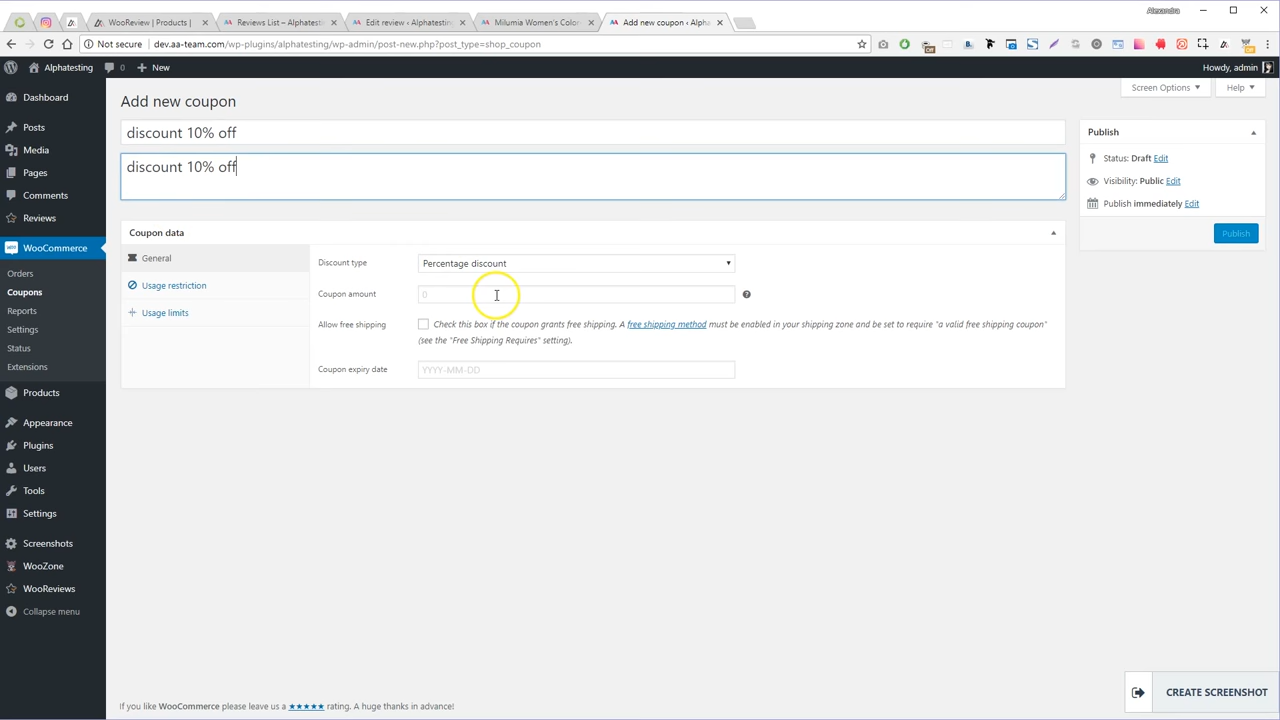 WooReview | Products |
Reviews List – Alphatesti
Edit review ‹ Alphatesting
Milumia Women's Color
Add new coupon ‹ Alpha
Alexandra
Not secure
dev.aa-team.com/wp-plugins/alphatesting/wp-admin/post-new.php?post_type=shop_coupon
Off
Alphatesting
0
New
Howdy, admin
Dashboard
Posts
Media
Pages
Comments
Reviews
WooCommerce
Orders
Coupons
Reports
Settings
Status
Extensions
Products
Appearance
Plugins
Users
Tools
Settings
Screenshots
WooZone
WooReviews
Collapse menu
Screen Options
Help
Add new coupon
discount 10% off
discount 10% off
Coupon data
General
Usage restriction
Usage limits
Discount type
Percentage discount
Coupon amount
0
Allow free shipping
Check this box if the coupon grants free shipping. A free shipping method must be enabled in your shipping zone and be set to require "a valid free shipping coupon"
(see the "Free Shipping Requires" setting).
Coupon expiry date
YYYY-MM-DD
Publish
Status: Draft Edit
Visibility: Public Edit
Publish immediately Edit
Publish
If you like WooCommerce please leave us a ★★★★★ rating. A huge thanks in advance!
CREATE SCREENSHOT